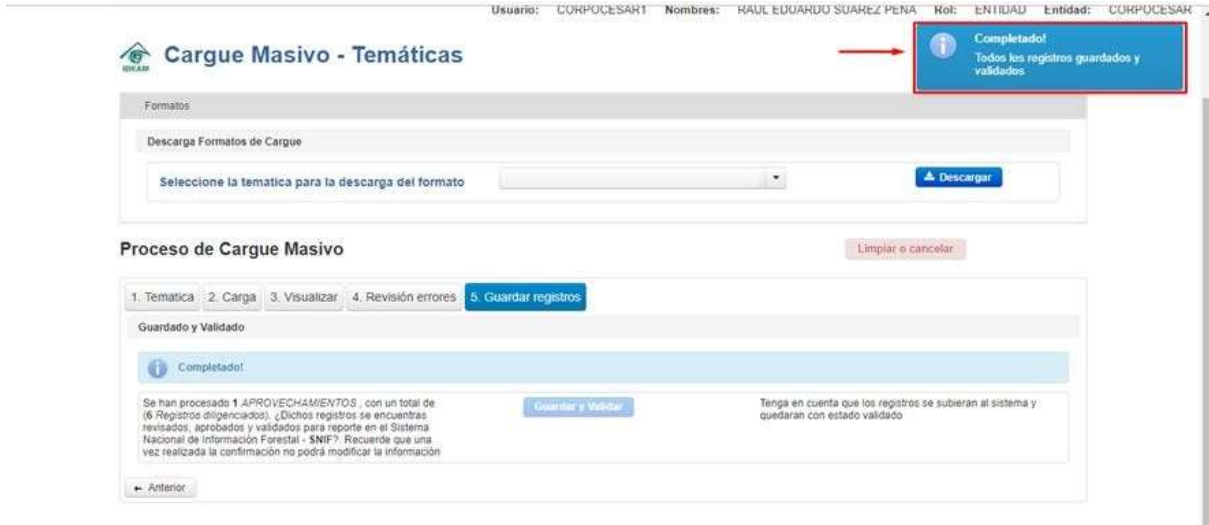 Usuario: CORPOCESAR1 Nombres: RAUL EDUARDO SUAREZ PEÑA Rol: ENTIDAD Entidad: CORPOCESAR
Completado!
Todos los registros guardados y
validados
IDEAM
Cargue Masivo - Temáticas
Formatos
Descarga Formatos de Cargue
Seleccione la tematica para la descarga del formato
Descargar
Proceso de Cargue Masivo
Limpiar o cancelar
1. Tematica 2. Carga 3. Visualizar 4. Revisión errores 5. Guardar registros
Guardado y Validado
Completado!
Se han procesado 1 APROVECHAMIENTOS , con un total de
(6 Registros diligenciados). ¿Dichos registros se encuentras
revisados, aprobados y validados para reporte en el Sistema
Nacional de Información Forestal - SNIF?. Recuerde que una
vez realizada la confirmación no podrá modificar la información
Guardar y Validar
Tenga en cuenta que los registros se subieran al sistema y
quedaran con estado validado
Anterior